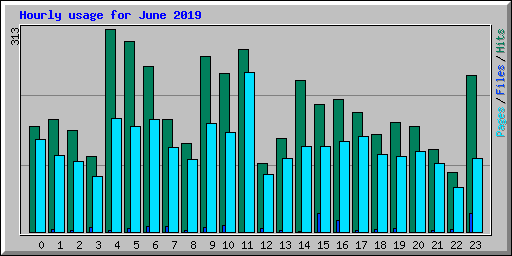 Hourly usage for June 2019
313
Pages / Files / Hits
0 1 2 3 4 5 6 7 8 9 10 11 12 13 14 15 16 17 18 19 20 21 22 23